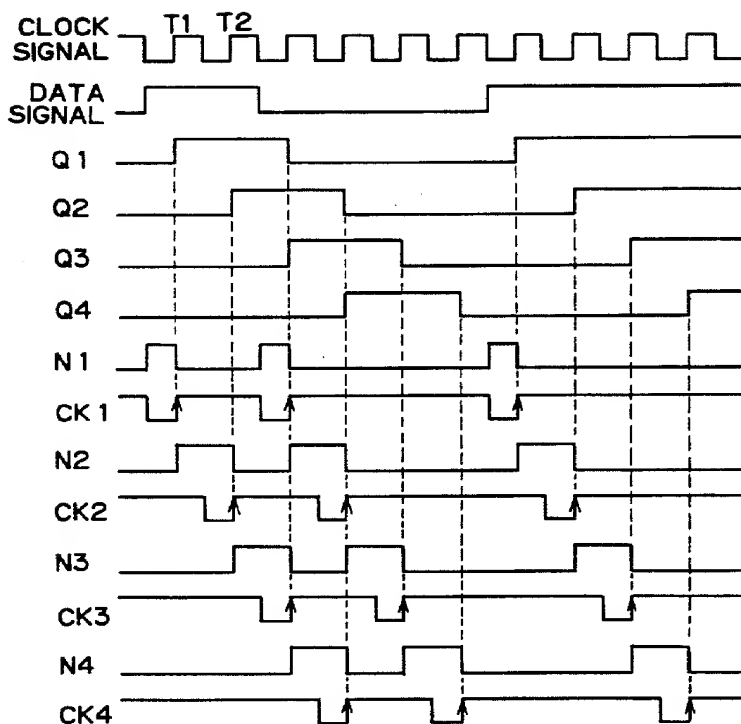 T1 T2
CLOCK
SIGNAL
DATA
SIGNAL
Q1
Q2
Q3
Q4
N1
CK1
N2
CK2
N3
CK3
N4
CK4